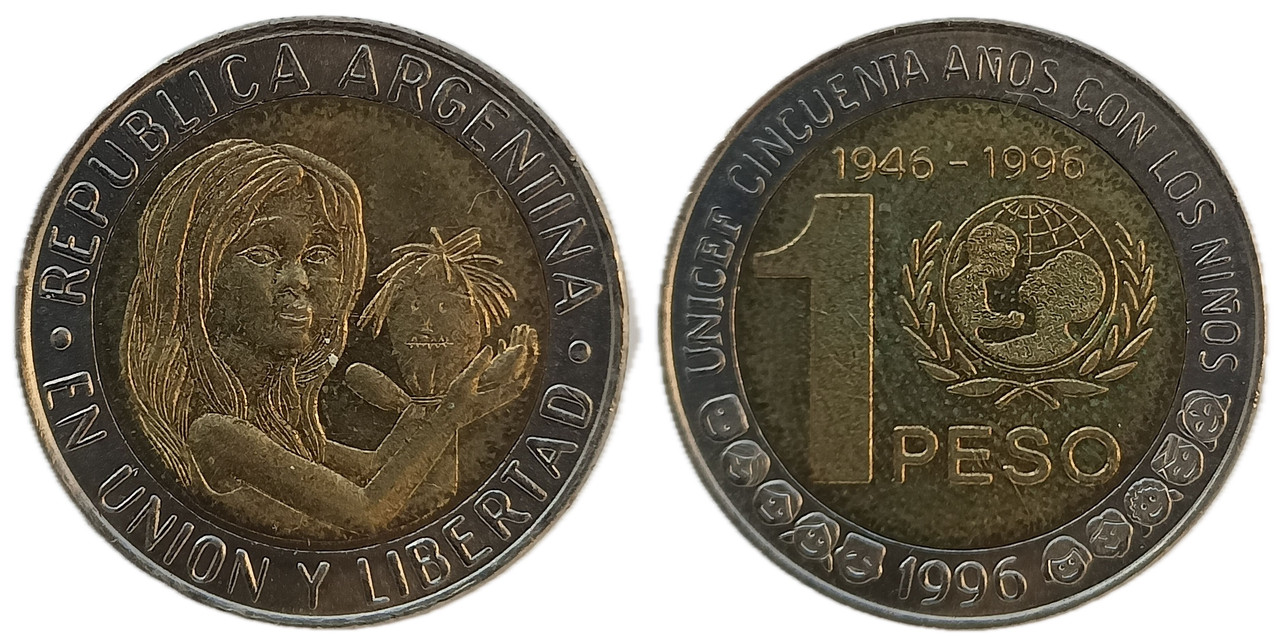 · REPUBLICA ARGENTINA ·
EN UNION Y LIBERTAD
UNICEF CINCUENTA AÑOS CON LOS NIÑOS
1946 - 1996
1
PESO
1996